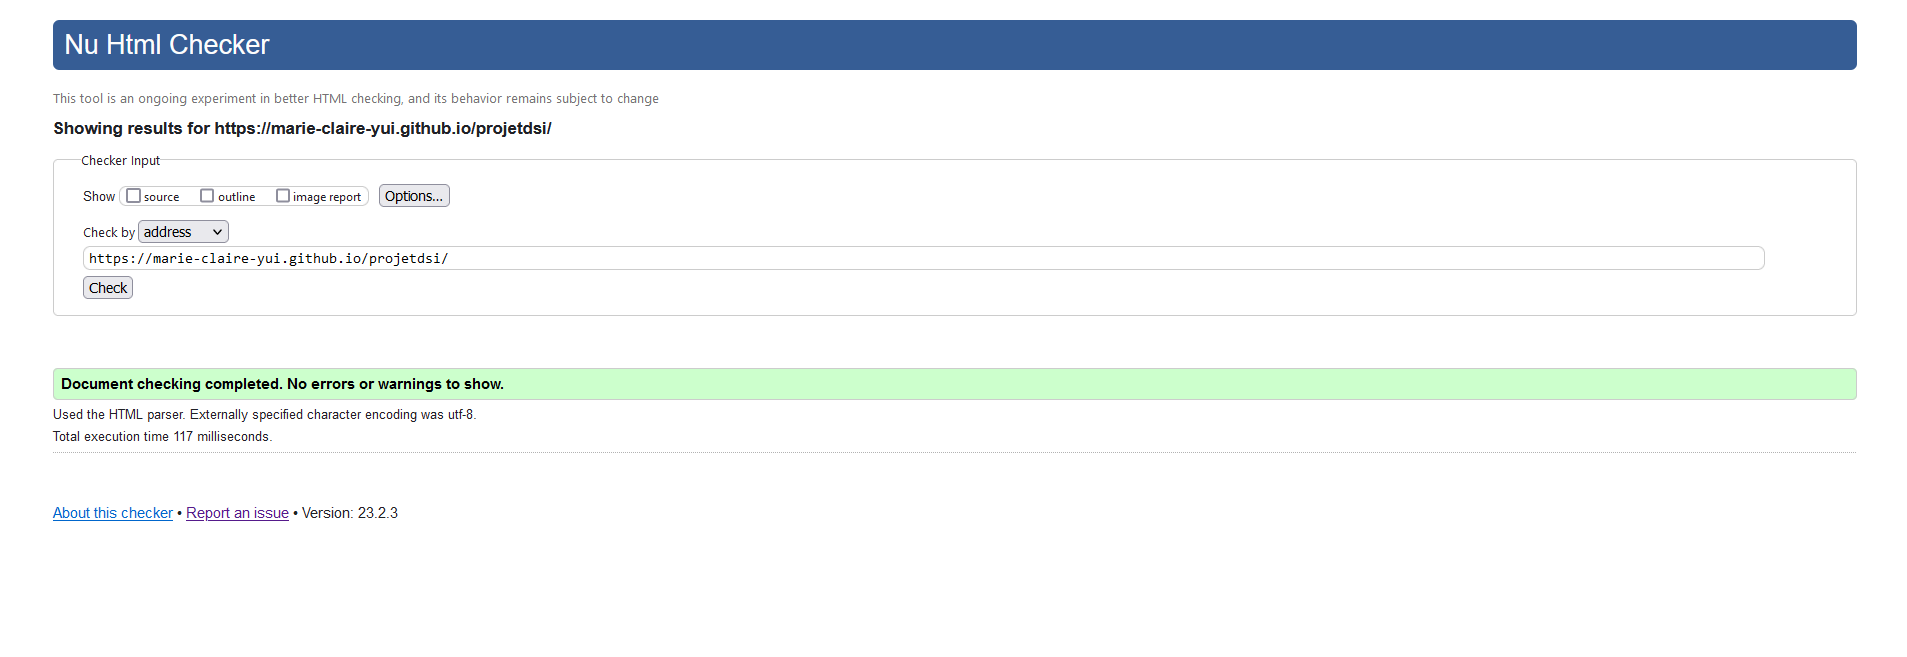 Nu Html Checker
This tool is an ongoing experiment in better HTML checking, and its behavior remains subject to change
Showing results for https://marie-claire-yui.github.io/projetdsi/
Checker Input
Show source outline image report Options...
Check by address
https://marie-claire-yui.github.io/projetdsi/
Check
Document checking completed. No errors or warnings to show.
Used the HTML parser. Externally specified character encoding was utf-8.
Total execution time 117 milliseconds.
About this checker • Report an issue • Version: 23.2.3